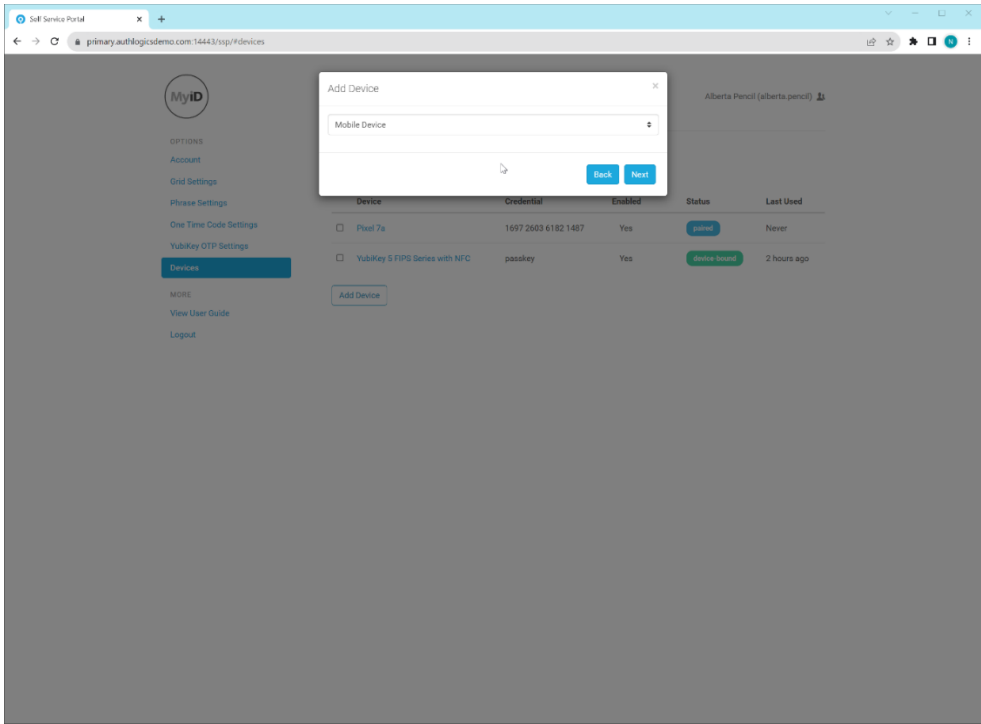 Self Service Portal
primary.authlogicsdemo.com:14443/ssp/#devices
N
MyiD
Alberta Pencil (alberta.pencil)
Add Device
Mobile Device
Back Next
OPTIONS
Account
Grid Settings
Phrase Settings
One Time Code Settings
YubiKey OTP Settings
Devices
MORE
View User Guide
Logout
Device Credential Enabled Status Last Used
Pixel 7a 1697 2603 6182 1487 Yes paired Never
YubiKey 5 FIPS Series with NFC passkey Yes device-bound 2 hours ago
Add Device